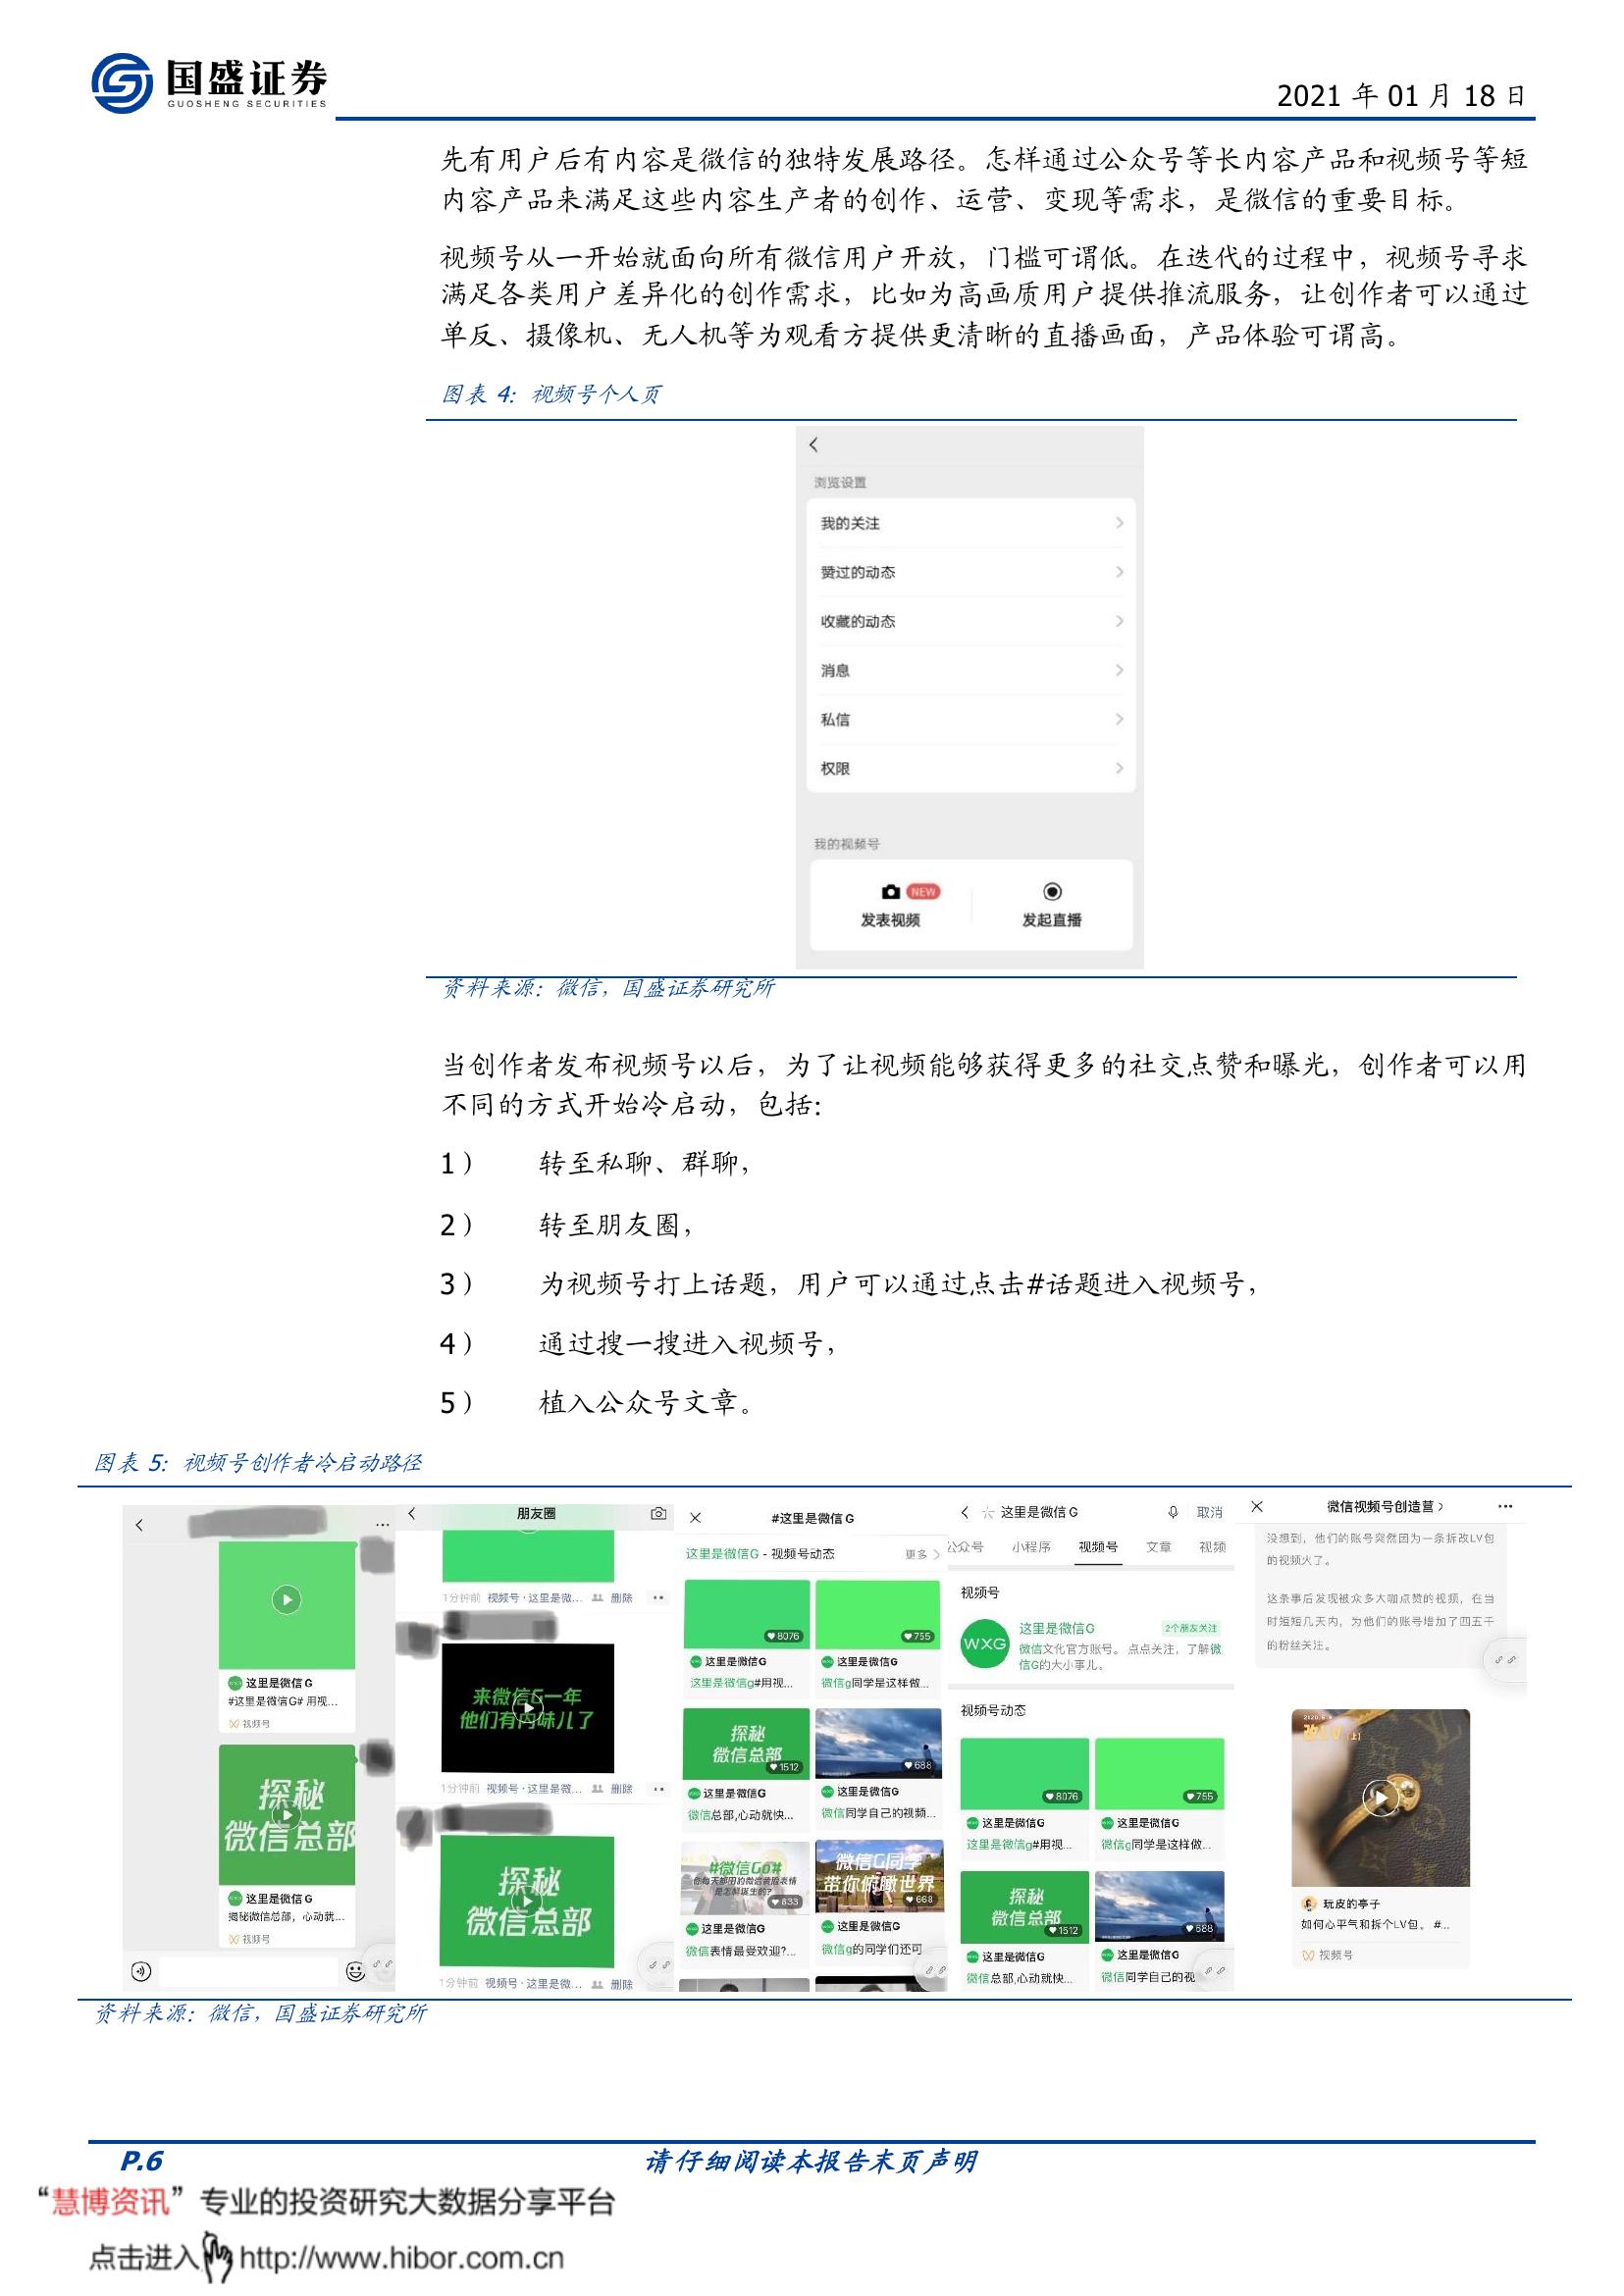 国盛证券
GUOSHENG SECURITIES
2021 年 01 月 18 日
先有用户后有内容是微信的独特发展路径。怎样通过公众号等长内容产品和视频号等短
内容产品来满足这些内容生产者的创作、运营、变现等需求，是微信的重要目标。
视频号从一开始就面向所有微信用户开放，门槛可谓低。在迭代的过程中，视频号寻求
满足各类用户差异化的创作需求，比如为高画质用户提供推流服务，让创作者可以通过
单反、摄像机、无人机等为观看方提供更清晰的直播画面，产品体验可谓高。
图表 4：视频号个人页
浏览设置
我的关注
赞过的动态
收藏的动态
消息
私信
权限
我的视频号
NEW
发表视频
发起直播
资料来源：微信，国盛证券研究所
当创作者发布视频号以后，为了让视频能够获得更多的社交点赞和曝光，创作者可以用
不同的方式开始冷启动，包括：
1） 转至私聊、群聊，
2） 转至朋友圈，
3） 为视频号打上话题，用户可以通过点击#话题进入视频号，
4） 通过搜一搜进入视频号，
5） 植入公众号文章。
图表 5：视频号创作者冷启动路径
这里是微信G
#这里是微信G# 用视...
视频号
探秘
微信总部
这里是微信G
揭秘微信总部，心动就...
视频号
朋友圈
1分钟前 视频号·这里是微... 删除
来微信G一年
他们有内味儿了
1分钟前 视频号·这里是微... 删除
探秘
微信总部
1分钟前 视频号·这里是微... 删除
#这里是微信G
这里是微信G - 视频号动态 更多
8076
755
这里是微信G
这里是微信G
这里是微信g#用视...
微信g同学是这样做...
探秘
微信总部
1512
688
这里是微信G
这里是微信G
微信总部,心动就快...
微信同学自己的视频...
#微信Go#
是怎样诞生的?
833
微信G同学
带你俯瞰世界
668
这里是微信G
这里是微信G
微信表情最受欢迎?...
微信g的同学们还可
这里是微信G
取消
公众号 小程序 视频号 文章 视频
视频号
WXG
这里是微信G
2个朋友关注
微信文化官方账号。点点关注，了解微
信G的大小事儿。
视频号动态
8076
755
这里是微信G
这里是微信G
这里是微信g#用视...
微信g同学是这样做...
探秘
微信总部
1512
688
这里是微信G
这里是微信G
微信总部,心动就快...
微信同学自己的视
微信视频号创造营
没想到，他们的账号突然因为一条拆改LV包
的视频火了。
这条事后发现被众多大咖点赞的视频，在当
时短短几天内，为他们的账号增加了四五千
的粉丝关注。
玩皮的亭子
如何心平气和拆个LV包。 #...
视频号
资料来源：微信，国盛证券研究所
P.6
请仔细阅读本报告末页声明
“慧博资讯”专业的投资研究大数据分享平台
点击进入http://www.hibor.com.cn